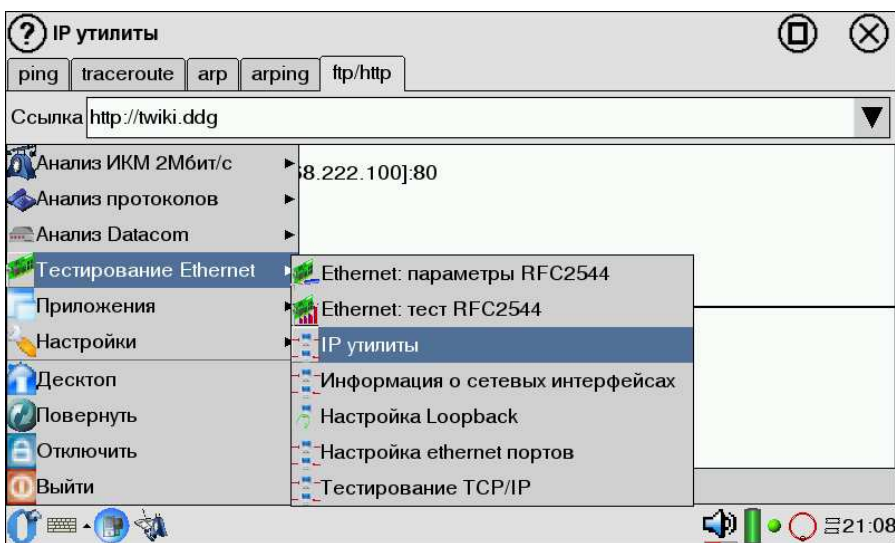 IP утилиты
ping traceroute arp arping ftp/http
Ссылка http://twiki.ddg
Анализ ИКМ 2Мбит/с
8.222.100]:80
Анализ протоколов
Анализ Datacom
Тестирование Ethernet
Приложения
Настройки
Десктоп
Повернуть
Отключить
Выйти
Ethernet: параметры RFC2544
Ethernet: тест RFC2544
IP утилиты
Информация о сетевых интерфейсах
Настройка Loopback
Настройка ethernet портов
Тестирование TCP/IP
21:08